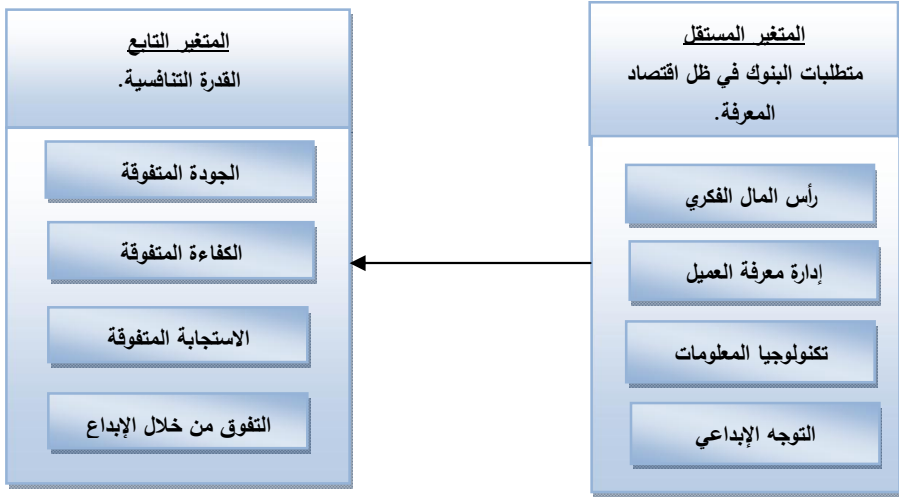 المتغير المستقل
متطلبات البنوك في ظل اقتصاد
المعرفة.
رأس المال الفكري
إدارة معرفة العميل
تكنولوجيا المعلومات
التوجه الإبداعي
المتغير التابع
القدرة التنافسية.
الجودة المتفوقة
الكفاءة المتفوقة
الاستجابة المتفوقة
التفوق من خلال الإبداع